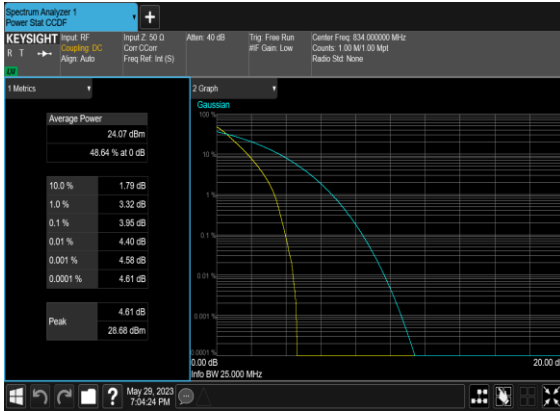 Spectrum Analyzer 1
Power Stat CCDF
KEYSIGHT
R T
LXI
Input: RF
Coupling: DC
Align: Auto
Input Z: 50 Ω
Corr CCorr
Freq Ref: Int (S)
Atten: 40 dB
Trig: Free Run
#IF Gain: Low
Center Freq: 834.000000 MHz
Counts: 1.00 M/1.00 Mpt
Radio Std: None
1 Metrics
Average Power
24.07 dBm
48.64 % at 0 dB
10.0 % 1.79 dB
1.0 % 3.32 dB
0.1 % 3.95 dB
0.01 % 4.40 dB
0.001 % 4.58 dB
0.0001 % 4.61 dB
Peak
4.61 dB
28.68 dBm
2 Graph
Gaussian
100 %
10 %
1 %
0.1 %
0.01 %
0.001 %
0.0001 %
0.00 dB
20.00 d
Info BW 25.000 MHz
May 29, 2023
7:04:24 PM